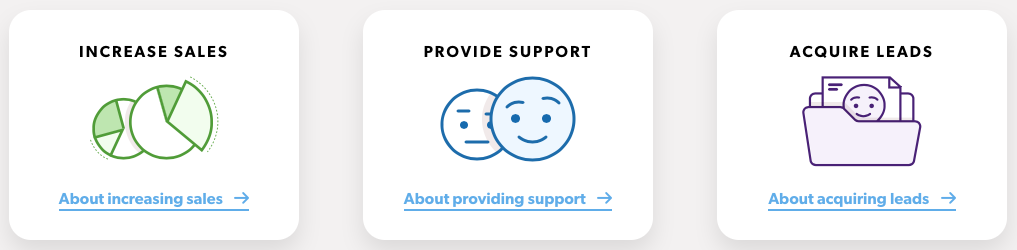 INCREASE SALES
PROVIDE SUPPORT
ACQUIRE LEADS
About increasing sales →
About providing support →
About acquiring leads →